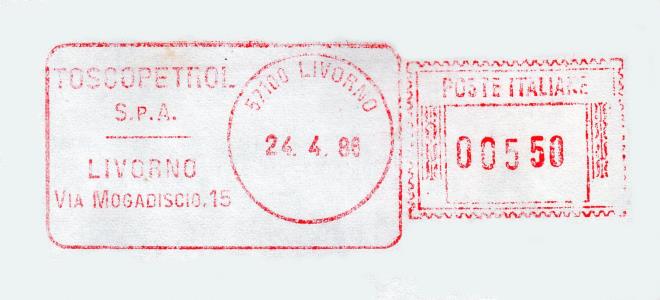 TOSCOPETROL
S.P.A.
LIVORNO
VIA MOGADISCIO, 15
57100 LIVORNO
24. 4. 86
POSTE ITALIANE
00550